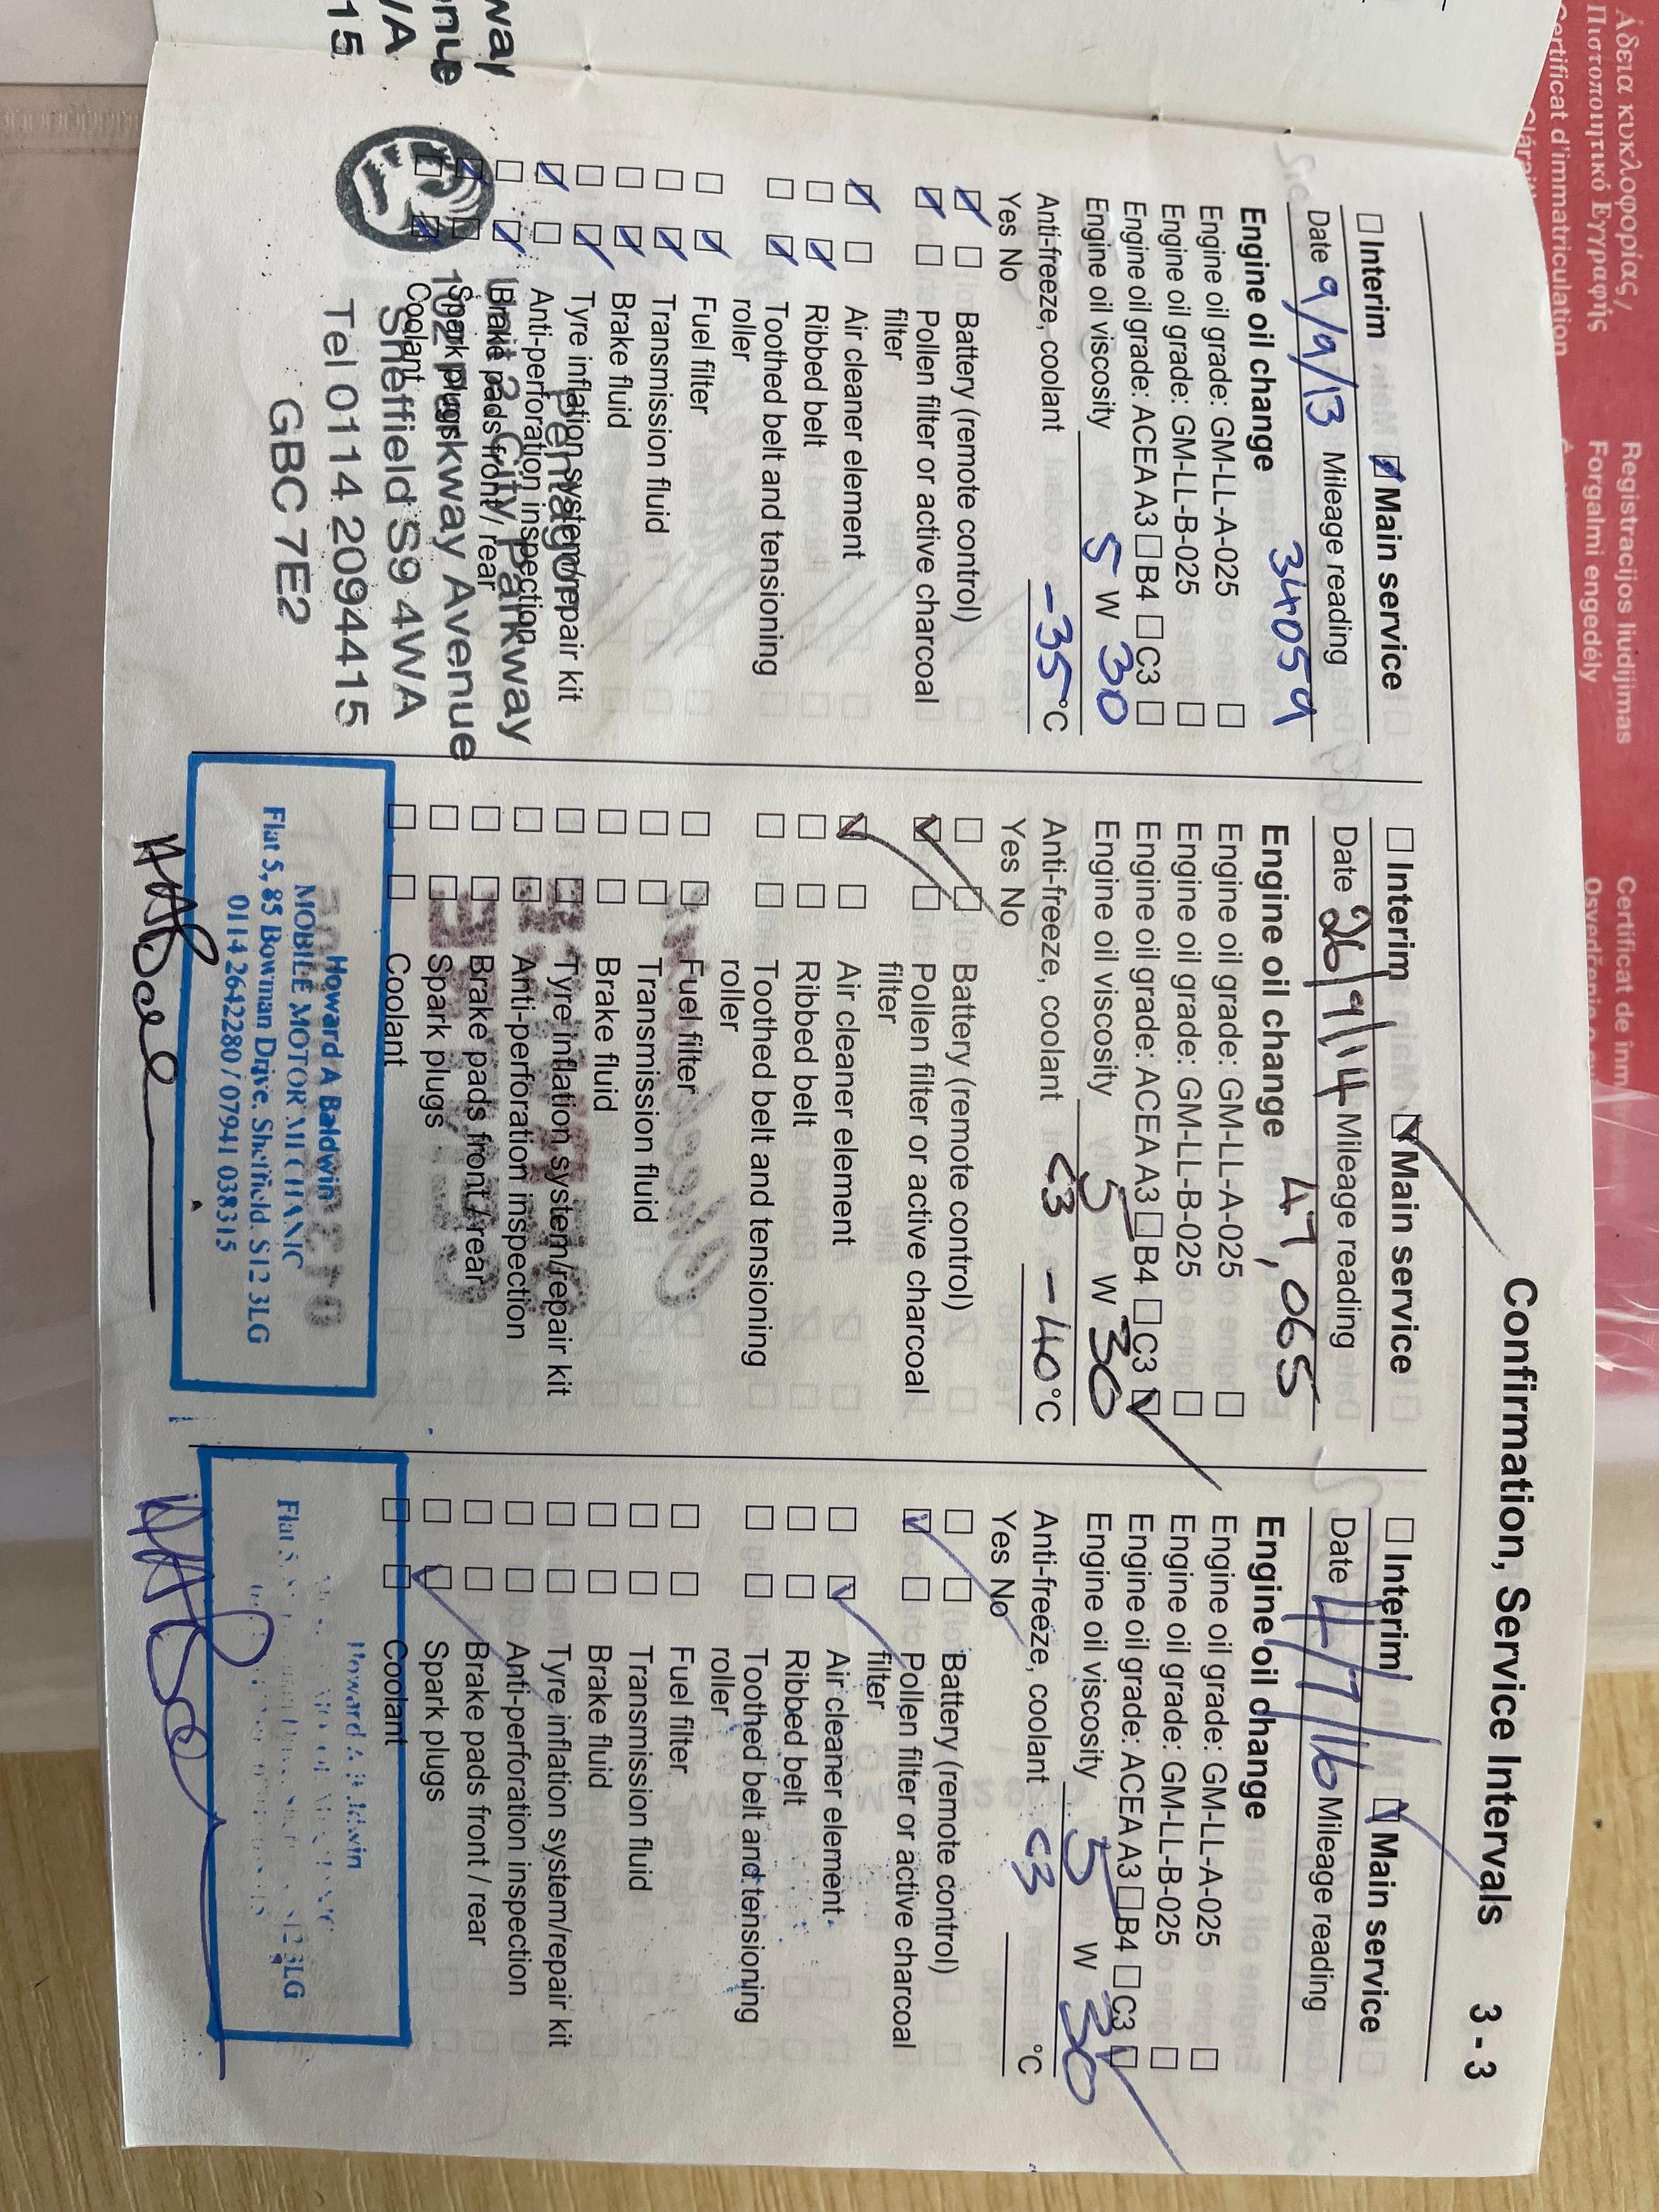 Άδεια κυκλοφορίας/
Πιστοποιητικό Εγγραφής
Certificat d'immatriculation
Registracijos liudijimas
Forgalmi engedély
Certificat de înm
Confirmation, Service Intervals 3 - 3
☐ Interim ☑ Main service
Date 9/9/13 Mileage reading
34059
Engine oil change
Engine oil grade: GM-LL-A-025 ☐
Engine oil grade: GM-LL-B-025 ☐
Engine oil grade: ACEA A3 ☐ B4 ☐ C3 ☐
Engine oil viscosity 5 W 30
Anti-freeze, coolant -35 °C
Yes No
☑ ☐ Battery (remote control)
☑ ☐ Pollen filter or active charcoal
filter
☑ ☐ Air cleaner element
☐ ☑ Ribbed belt
☐ ☑ Toothed belt and tensioning
roller
☐ ☑ Fuel filter
☐ ☑ Transmission fluid
☐ ☑ Brake fluid
☐ ☑ Tyre inflation system/repair kit
☑ ☐ Anti-perforation inspection
☐ ☑ Brake pads front / rear
☑ ☐ Spark plugs
☐ ☑ Coolant
Pentagon
Unit 2 City Parkway
102 Parkway Avenue
Sheffield S9 4WA
Tel 0114 2094415
GBC 7E2
way
nue
WA
15
☐ Interim ☑ Main service
Date 26/9/14 Mileage reading
47,065
Engine oil change
Engine oil grade: GM-LL-A-025 ☐
Engine oil grade: GM-LL-B-025 ☐
Engine oil grade: ACEA A3 ☐ B4 ☐ C3 ☑
Engine oil viscosity 5 W 30
Anti-freeze, coolant C3 -40 °C
Yes No
☐ ☐ Battery (remote control)
☑ ☐ Pollen filter or active charcoal
filter
☑ ☐ Air cleaner element
☐ ☐ Ribbed belt
☐ ☐ Toothed belt and tensioning
roller
☐ ☐ Fuel filter
☐ ☐ Transmission fluid
☐ ☐ Brake fluid
☐ ☐ Tyre inflation system/repair kit
☐ ☐ Anti-perforation inspection
☐ ☐ Brake pads front / rear
☐ ☐ Spark plugs
☐ ☐ Coolant
Howard A Baldwin
MOBILE MOTOR MECHANIC
Flat 5, 85 Bowman Drive. Sheffield. S12 3LG
0114 2642280 / 07941 038315
☐ Interim ☑ Main service
Date 4/7/16 Mileage reading
Engine oil change
Engine oil grade: GM-LL-A-025 ☐
Engine oil grade: GM-LL-B-025 ☐
Engine oil grade: ACEA A3 ☐ B4 ☐ C3 ☑
Engine oil viscosity 5 W 30
Anti-freeze, coolant C3 °C
Yes No
☐ ☐ Battery (remote control)
☑ ☐ Pollen filter or active charcoal
filter
☐ ☑ Air cleaner element
☐ ☐ Ribbed belt
☐ ☐ Toothed belt and tensioning
roller
☐ ☐ Fuel filter
☐ ☐ Transmission fluid
☐ ☐ Brake fluid
☐ ☐ Tyre inflation system/repair kit
☐ ☐ Anti-perforation inspection
☐ ☐ Brake pads front / rear
☐ ☑ Spark plugs
☐ ☐ Coolant
Howard A Baldwin
Flat 5
3LG